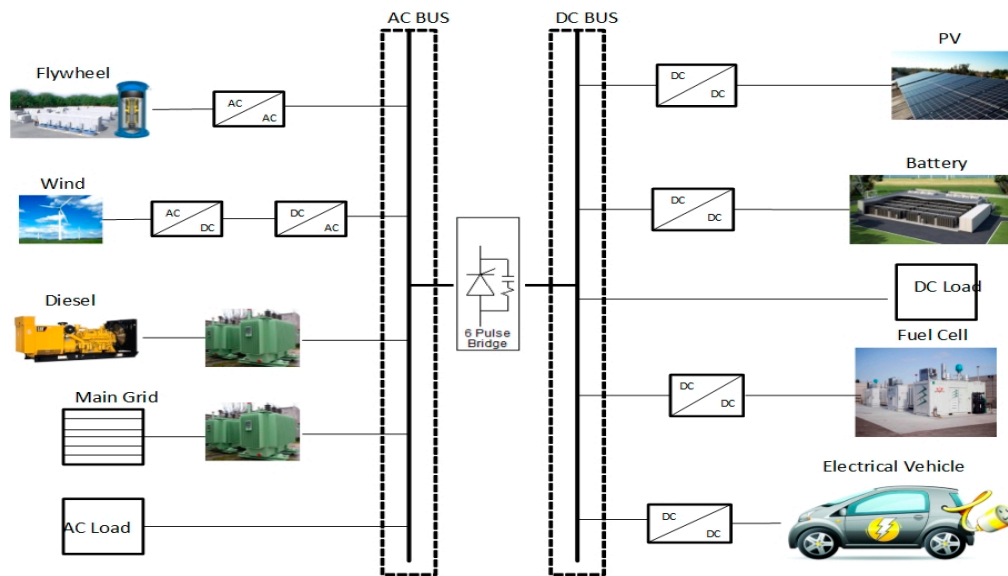 AC BUS
DC BUS
Flywheel
AC
AC
Wind
AC
DC
DC
AC
Diesel
Main Grid
AC Load
6 Pulse
Bridge
PV
DC
DC
Battery
DC
DC
DC Load
Fuel Cell
DC
DC
Electrical Vehicle
DC
DC